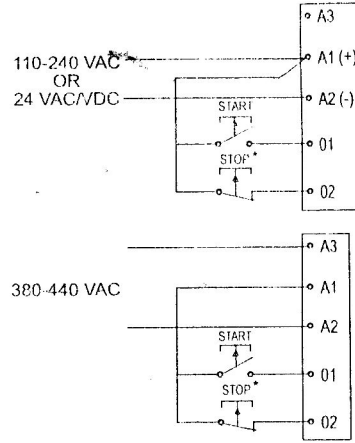 A3
110-240 VAC
A1 (+)
OR
24 VAC/VDC
A2 (-)
START
01
STOP*
02
A3
380-440 VAC
A1
A2
START
01
STOP*
02